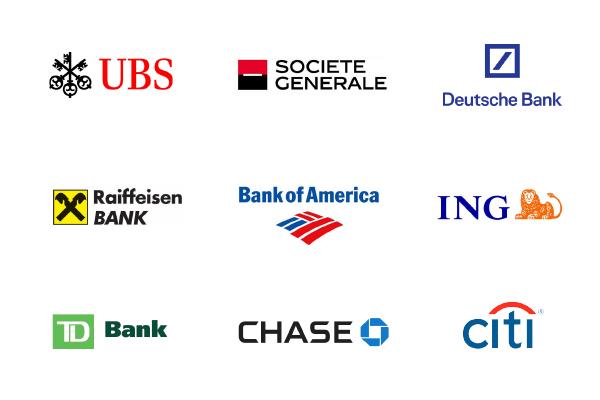 UBS
SOCIETE
GENERALE
Deutsche Bank
Raiffeisen
BANK
Bank of America
ING
TD Bank
CHASE
citi®